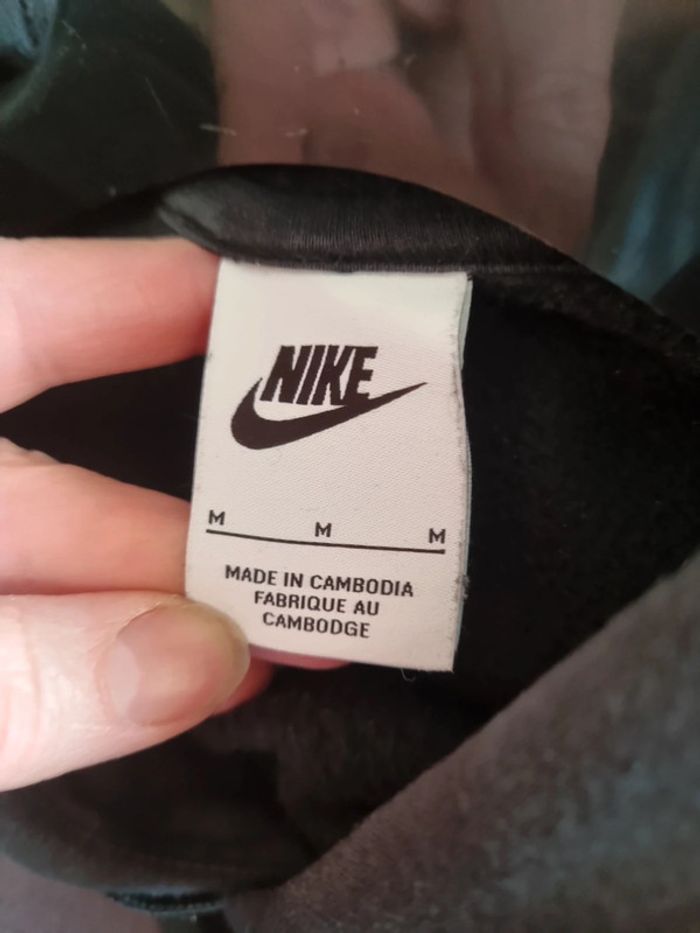 NIKE
M M M
MADE IN CAMBODIA
FABRIQUE AU
CAMBODGE